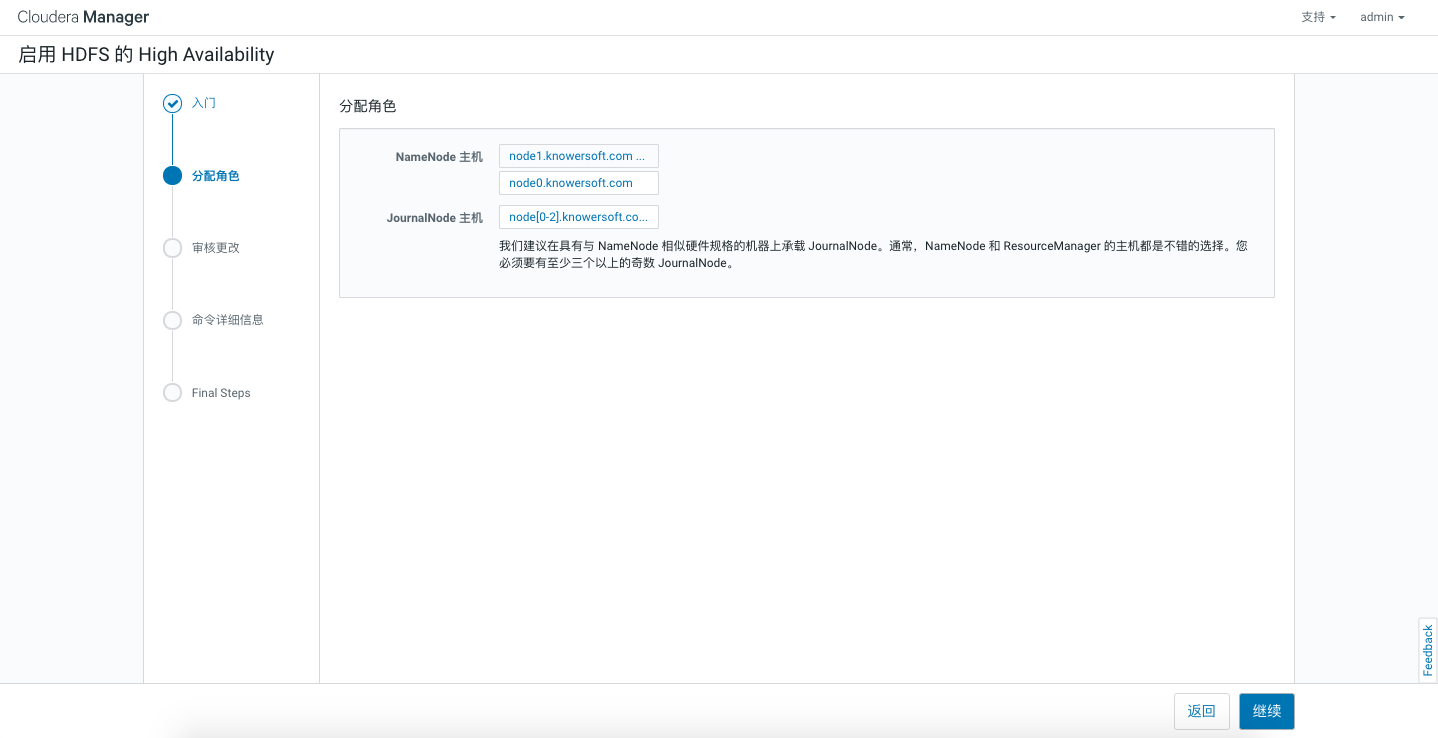 Cloudera Manager
支持 admin
启用 HDFS 的 High Availability
入门
分配角色
审核更改
命令详细信息
Final Steps
分配角色
NameNode 主机 node1.knowersoft.com ...
node0.knowersoft.com
JournalNode 主机 node[0-2].knowersoft.co...
我们建议在具有与 NameNode 相似硬件规格的机器上承载 JournalNode。通常，NameNode 和 ResourceManager 的主机都是不错的选择。您
必须要有至少三个以上的奇数 JournalNode。
Feedback
返回 继续